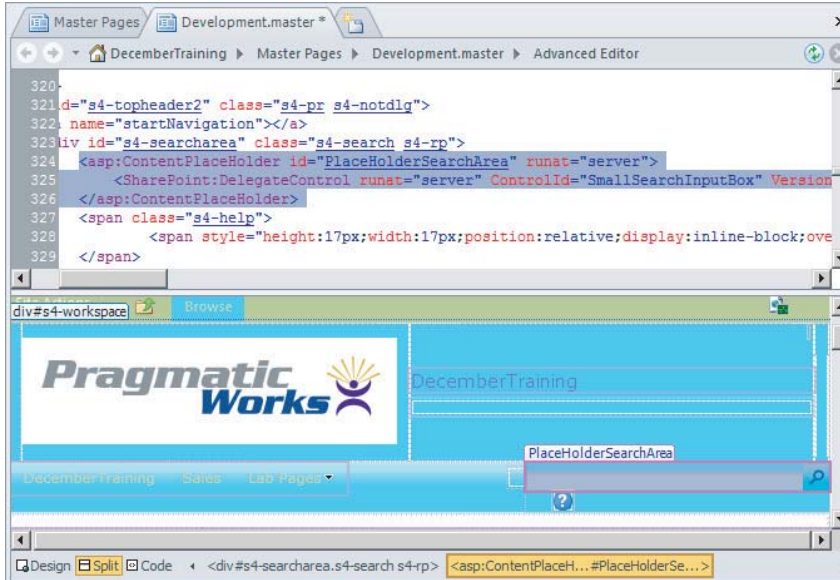 Master Pages Development.master *
DecemberTraining Master Pages Development.master Advanced Editor
320
321 d="s4-topheader2" class="s4-pr s4-notdlg">
322 name="startNavigation"></a>
323 div id="s4-searcharea" class="s4-search s4-rp">
324 <asp:ContentPlaceHolder id="PlaceHolderSearchArea" runat="server">
325 <SharePoint:DelegateControl runat="server" ControlId="SmallSearchInputBox" Version
326 </asp:ContentPlaceHolder>
327 <span class="s4-help">
328 <span style="height:17px;width:17px;position:relative;display:inline-block;ove
329 </span>
Site Actions
div#s4-workspace Browse
Pragmatic
Works
DecemberTraining
PlaceHolderSearchArea
DecemberTraining Sales Lab Pages
?
Design Split Code <div#s4-searcharea.s4-search s4-rp> <asp:ContentPlaceH...#PlaceHolderSe...>